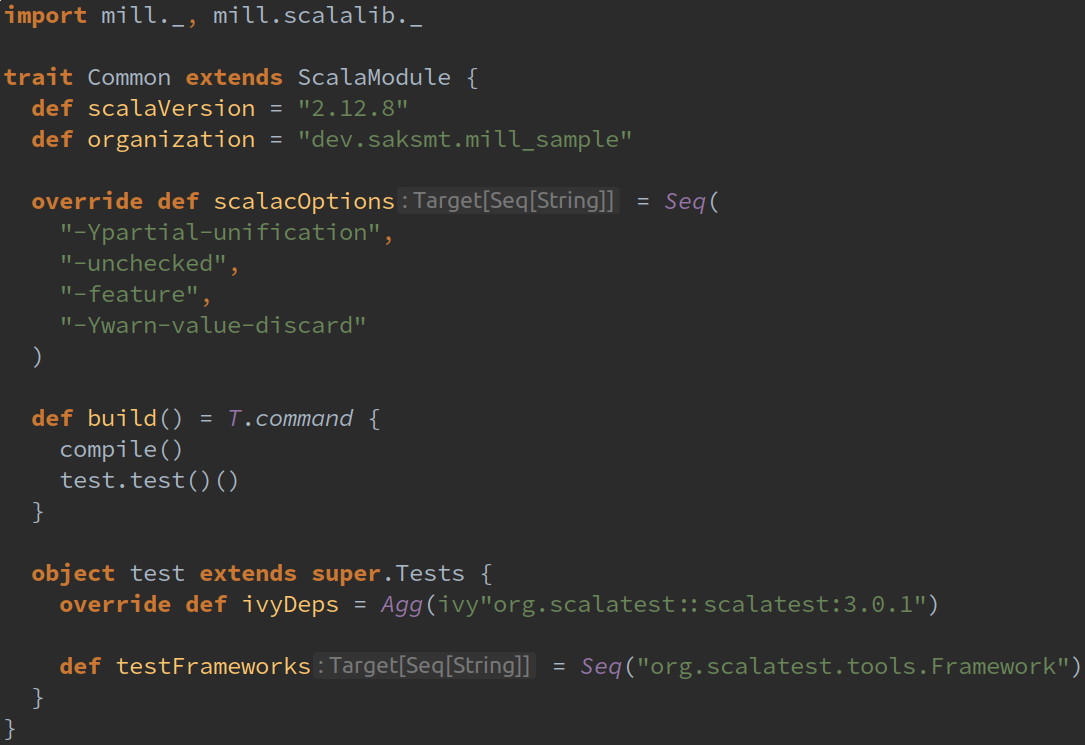 import mill._, mill.scalalib._
trait Common extends ScalaModule {
  def scalaVersion = "2.12.8"
  def organization = "dev.saksmt.mill_sample"
  override def scalacOptions: Target[Seq[String]] = Seq(
    "-Ypartial-unification",
    "-unchecked",
    "-feature",
    "-Ywarn-value-discard"
  )
  def build() = T.command {
    compile()
    test.test()()
  }
  object test extends super.Tests {
    override def ivyDeps = Agg(ivy"org.scalatest::scalatest:3.0.1")
    def testFrameworks: Target[Seq[String]] = Seq("org.scalatest.tools.Framework")
  }
}